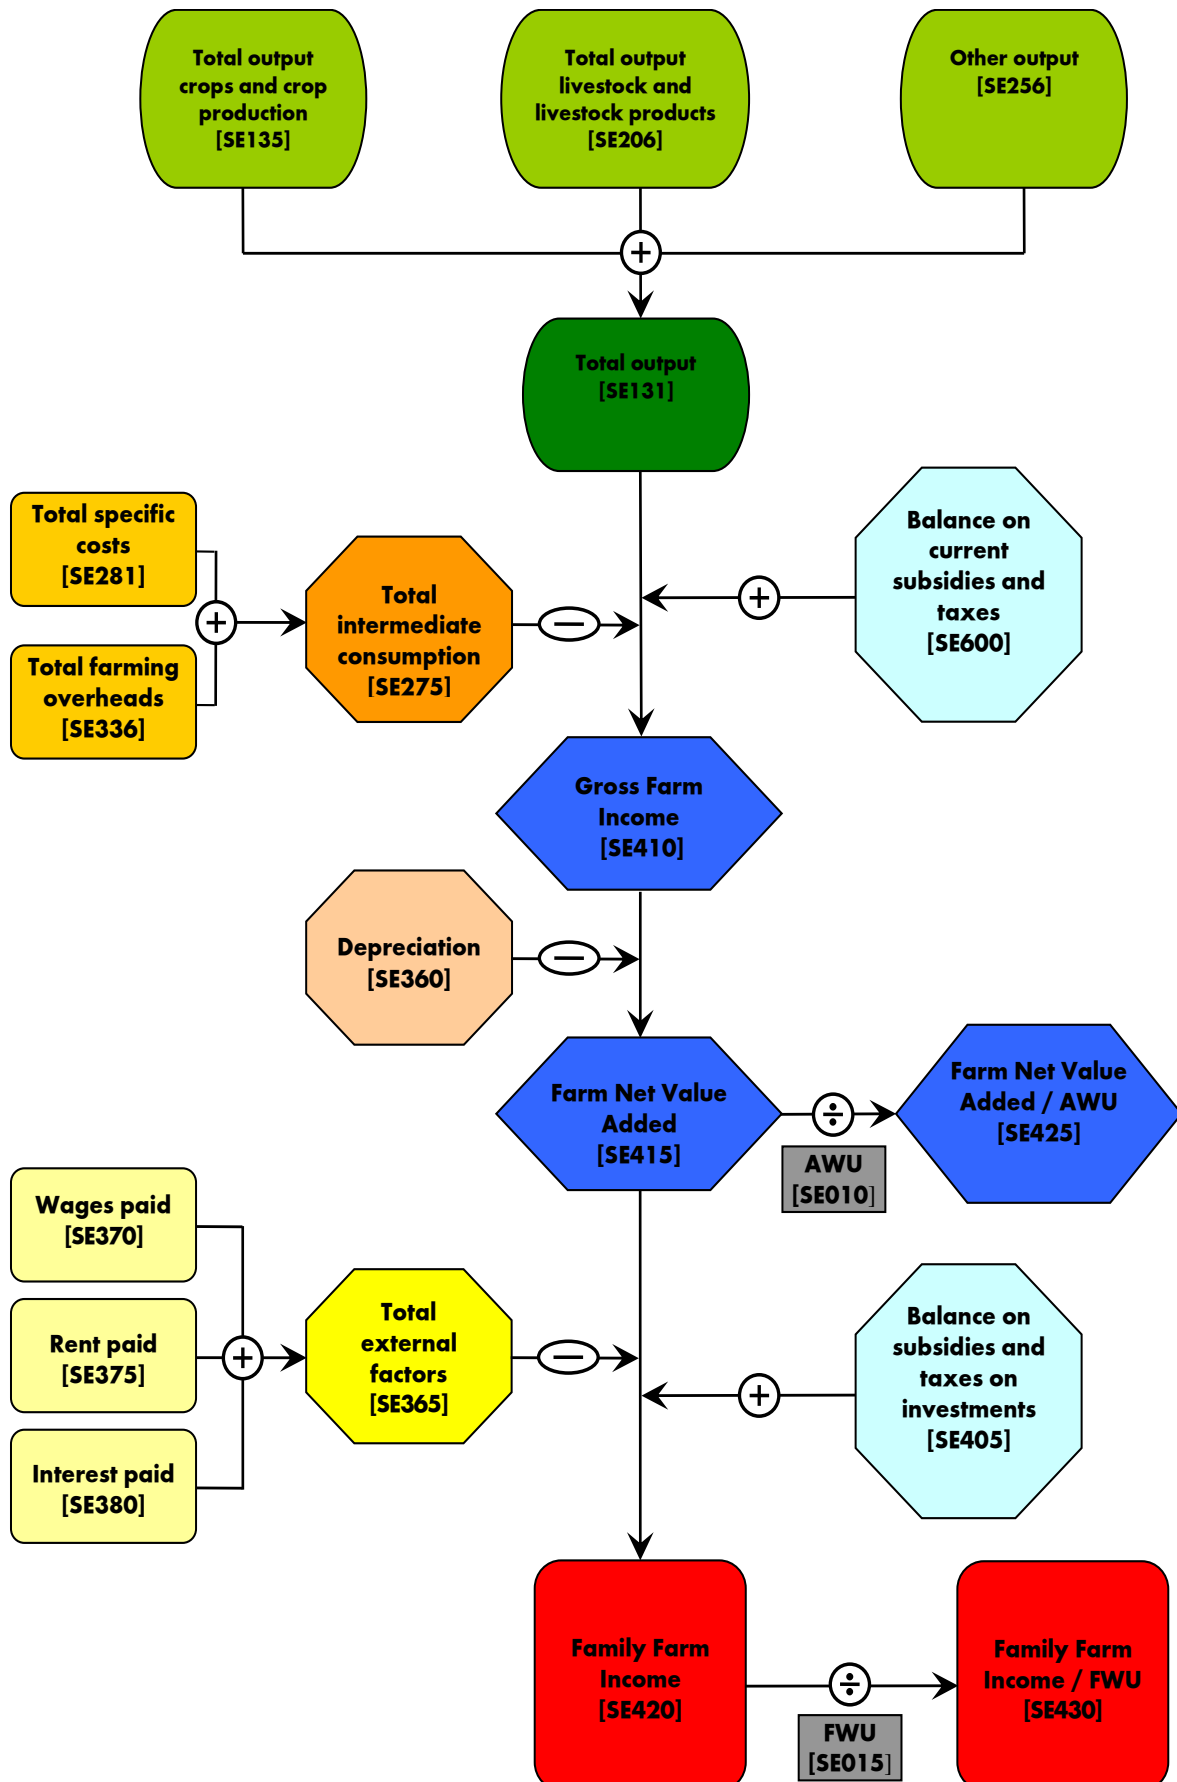 Total output
crops and crop
production
[SE135]
Total output
livestock and
livestock products
[SE206]
Other output
[SE256]
+
Total output
[SE131]
Total specific
costs
[SE281]
Total farming
overheads
[SE336]
+
Total
intermediate
consumption
[SE275]
—
+
Balance on
current
subsidies and
taxes
[SE600]
Gross Farm
Income
[SE410]
Depreciation
[SE360]
—
Farm Net Value
Added
[SE415]
÷
AWU
[SE010]
Farm Net Value
Added / AWU
[SE425]
Wages paid
[SE370]
Rent paid
[SE375]
Interest paid
[SE380]
+
Total
external
factors
[SE365]
—
+
Balance on
subsidies and
taxes on
investments
[SE405]
Family Farm
Income
[SE420]
÷
FWU
[SE015]
Family Farm
Income / FWU
[SE430]